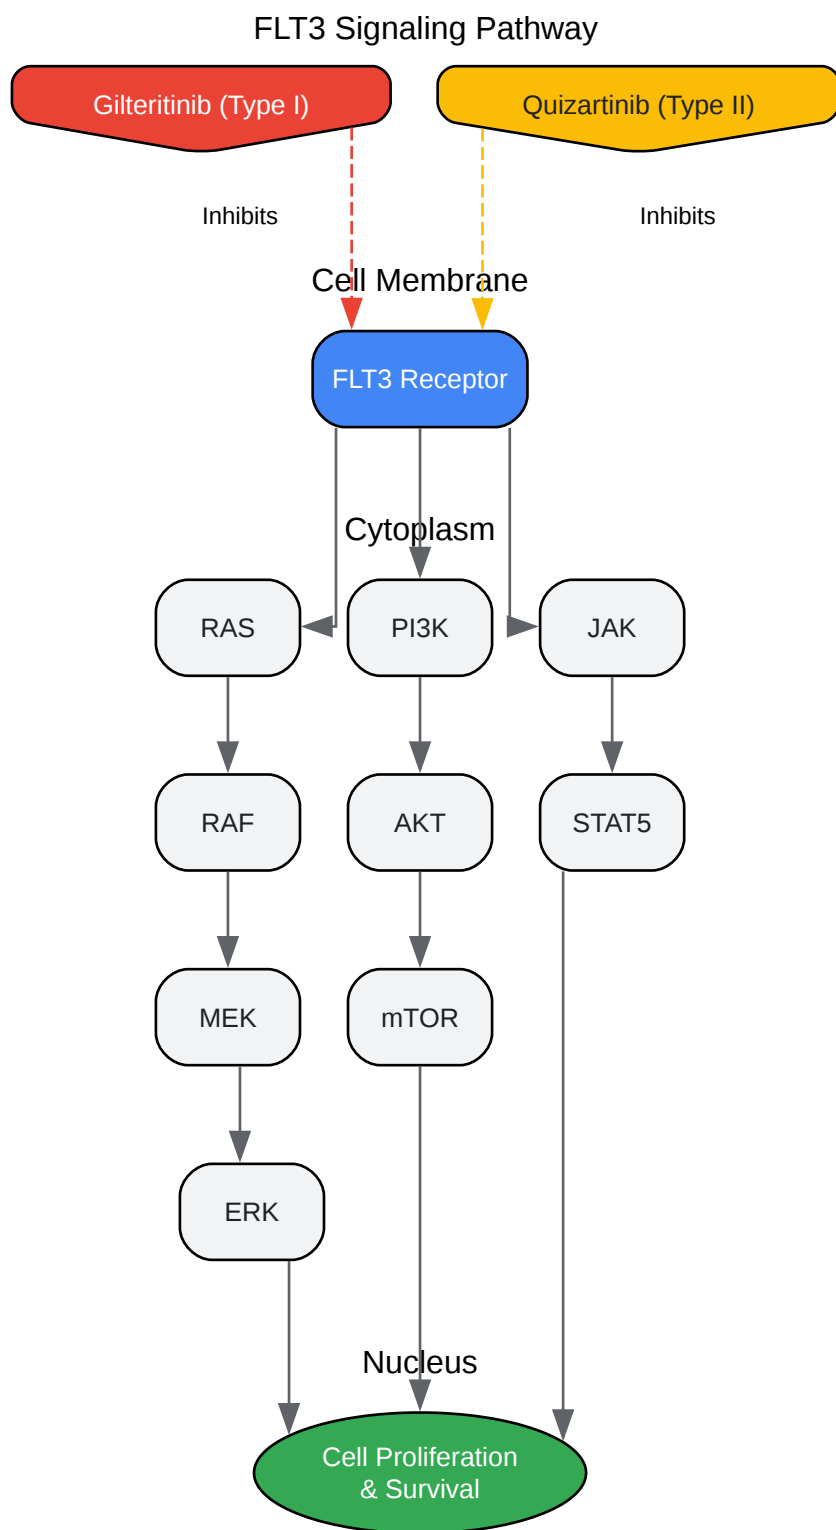 FLT3 Signaling Pathway
Gilteritinib (Type I)
Quizartinib (Type II)
Inhibits
Inhibits
Cell Membrane
FLT3 Receptor
Cytoplasm
RAS
PI3K
JAK
RAF
AKT
STAT5
MEK
mTOR
ERK
Nucleus
Cell Proliferation
& Survival